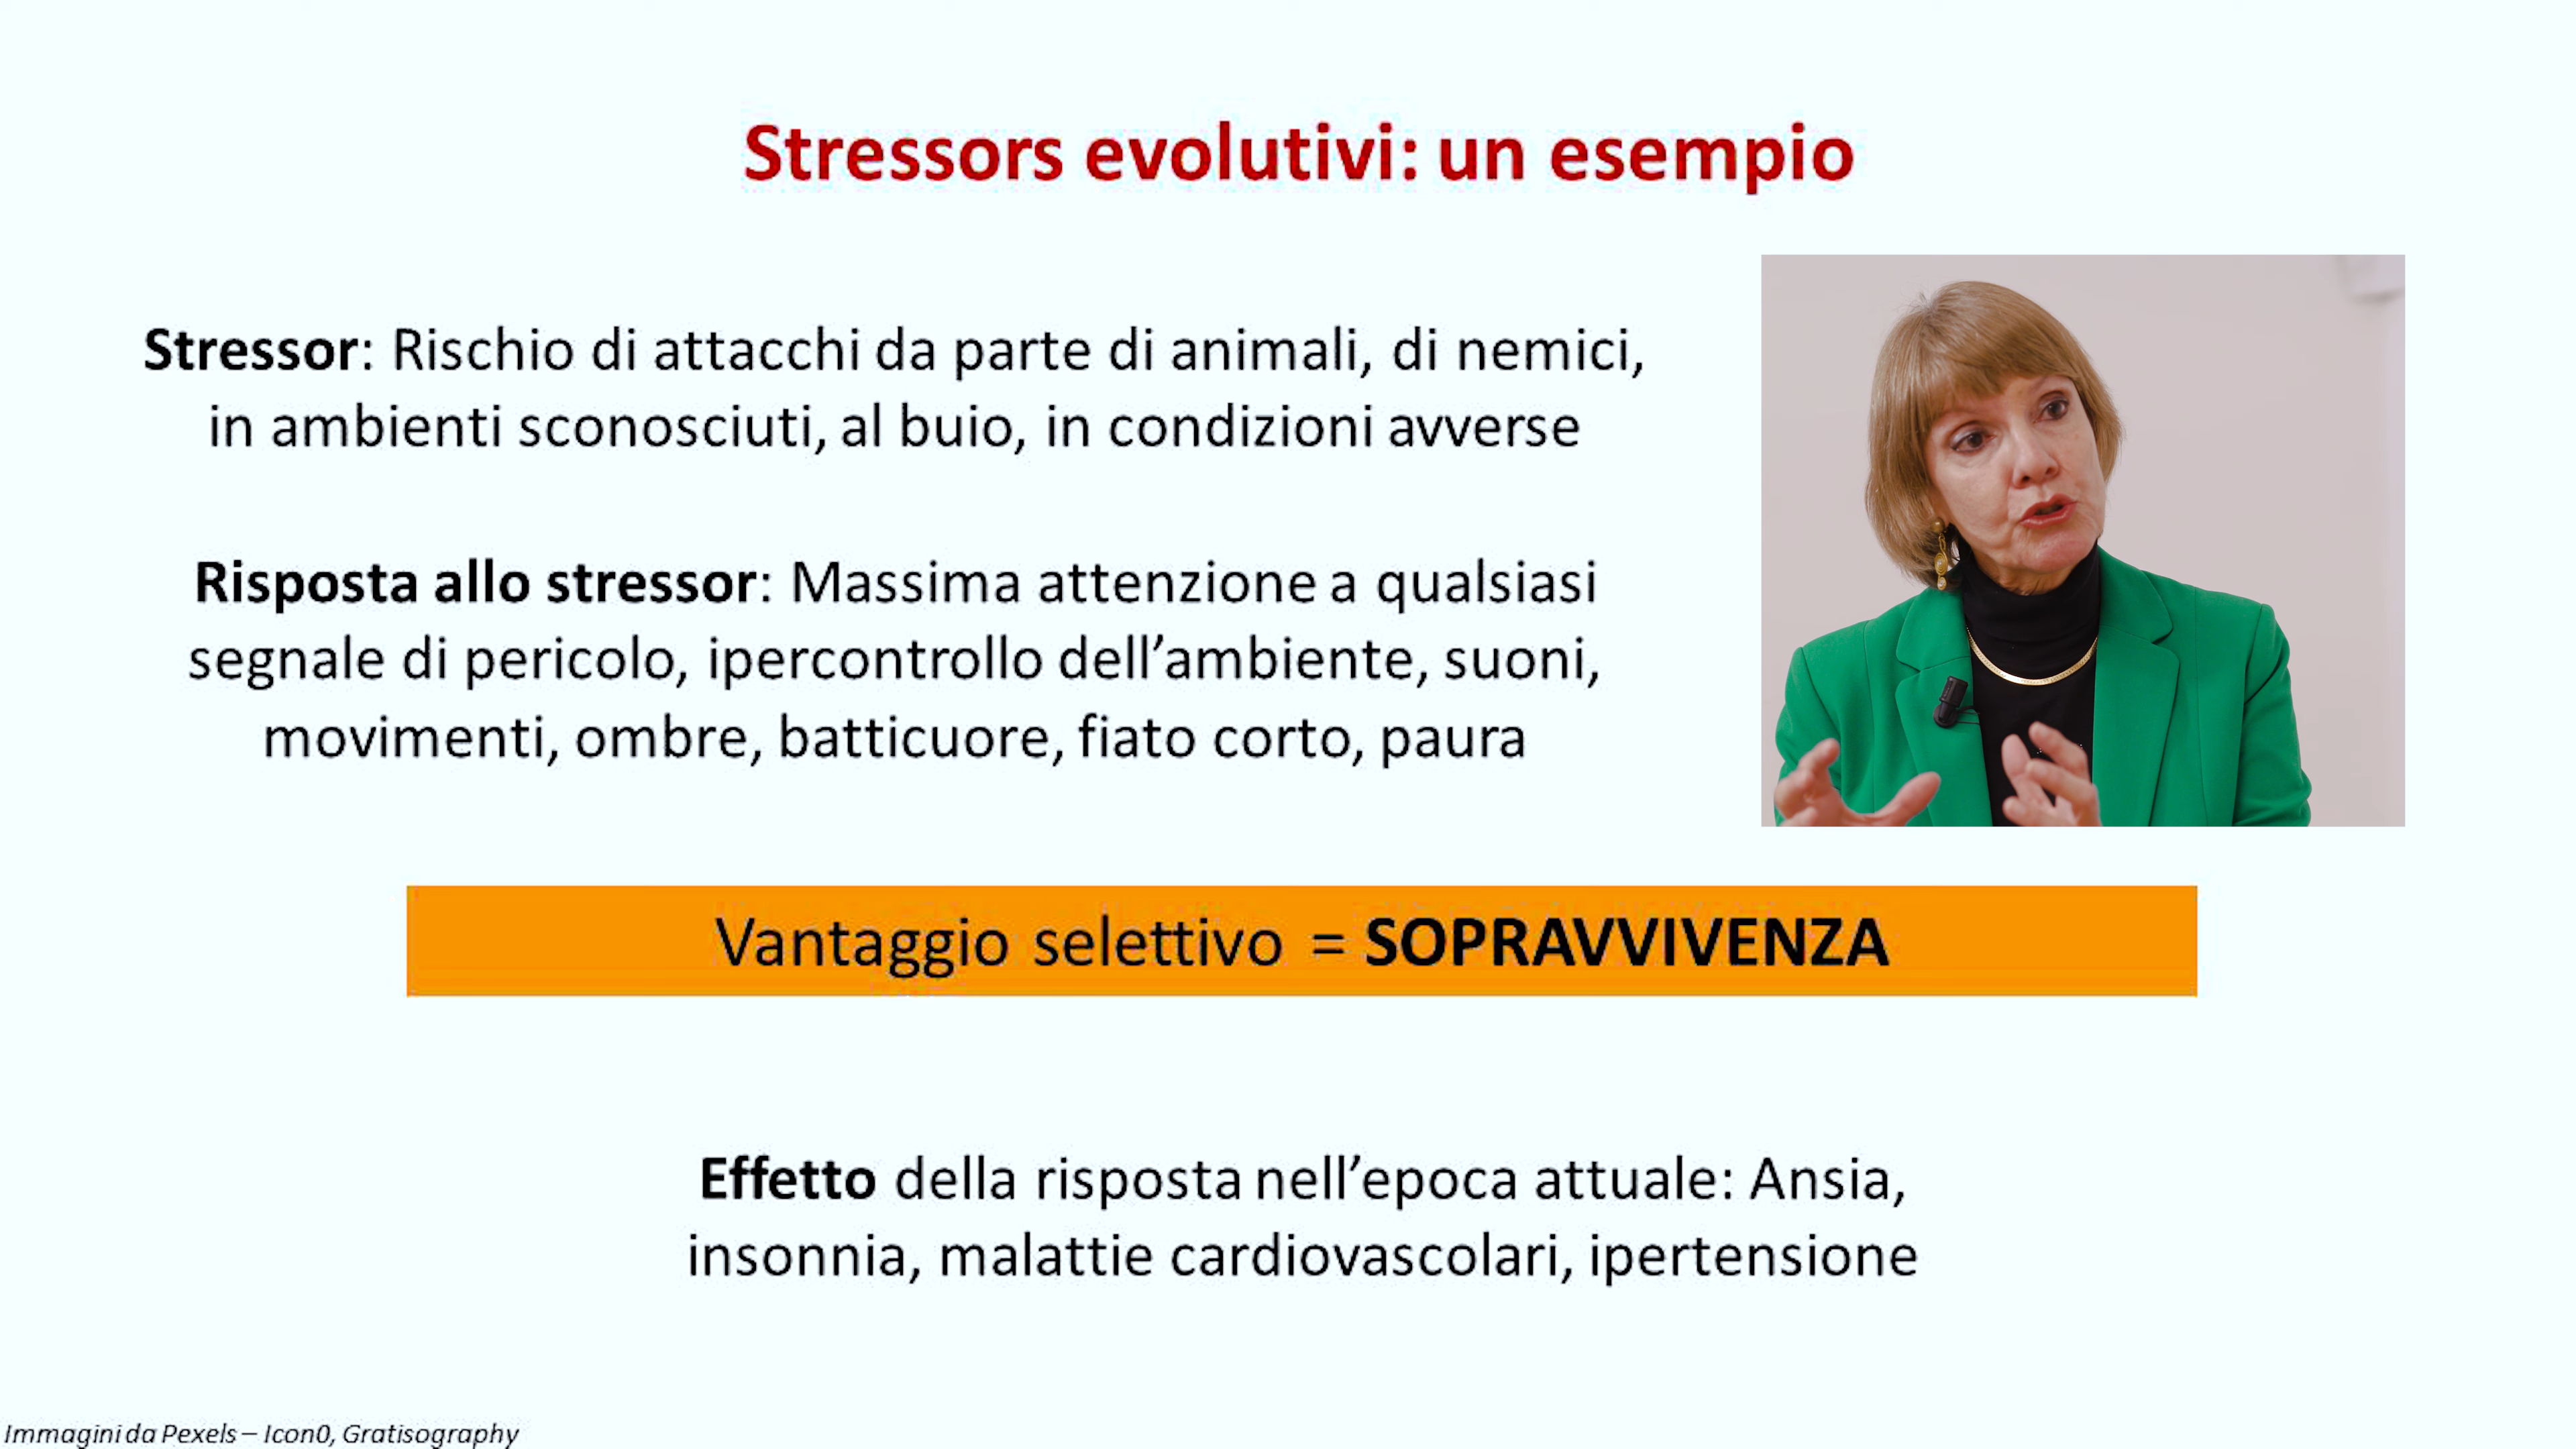 Stressors evolutivi: un esempio
Stressor: Rischio di attacchi da parte di animali, di nemici,
in ambienti sconosciuti, al buio, in condizioni avverse
Risposta allo stressor: Massima attenzione a qualsiasi
segnale di pericolo, ipercontrollo dell’ambiente, suoni,
movimenti, ombre, batticuore, fiato corto, paura
Vantaggio selettivo = SOPRAVVIVENZA
Effetto della risposta nell’epoca attuale: Ansia,
insonnia, malattie cardiovascolari, ipertensione
Immagini da Pexels – Icon0, Gratisography